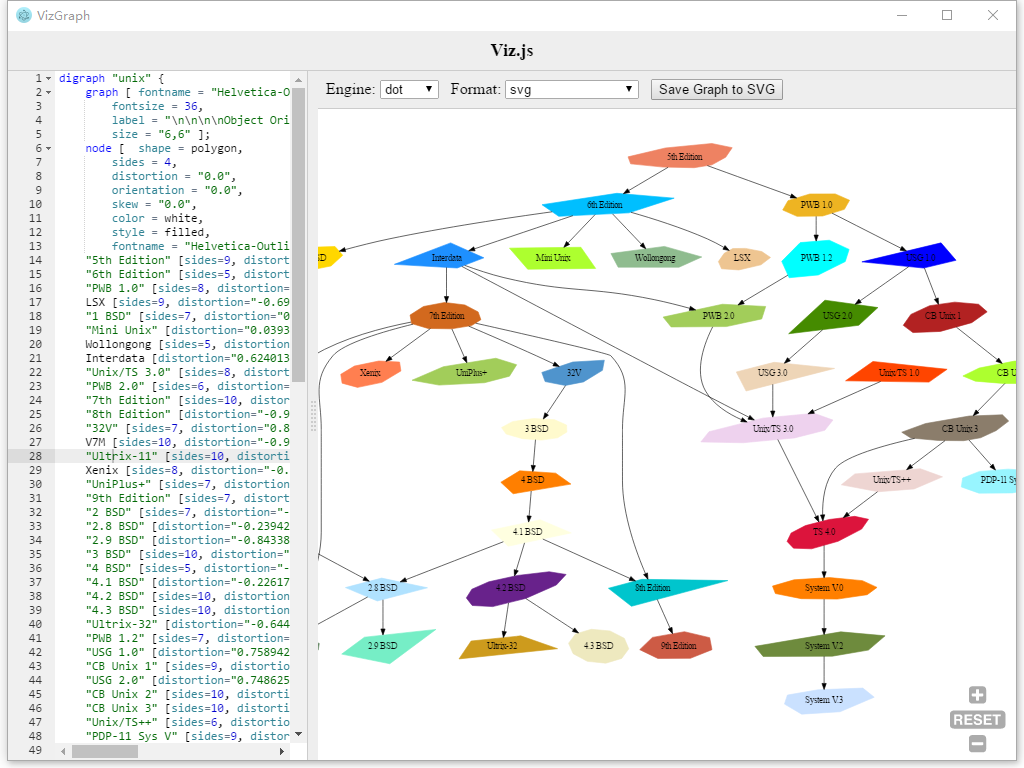 VizGraph
Viz.js
1 digraph "unix" {
2 graph [ fontname = "Helvetica-O
3 fontsize = 36,
4 label = "\n\n\n\nObject Ori
5 size = "6,6" ];
6 node [ shape = polygon,
7 sides = 4,
8 distortion = "0.0",
9 orientation = "0.0",
10 skew = "0.0",
11 color = white,
12 style = filled,
13 fontname = "Helvetica-Outli
14 "5th Edition" [sides=9, distort
15 "6th Edition" [sides=5, distort
16 "PWB 1.0" [sides=8, distortion=
17 LSX [sides=9, distortion="-0.69
18 "1 BSD" [sides=7, distortion="0
19 "Mini Unix" [distortion="0.0393
20 Wollongong [sides=5, distortion
21 Interdata [distortion="0.624013
22 "Unix/TS 3.0" [sides=8, distort
23 "PWB 2.0" [sides=6, distortion=
24 "7th Edition" [sides=10, distor
25 "8th Edition" [distortion="-0.9
26 "32V" [sides=7, distortion="0.8
27 V7M [sides=10, distortion="-0.9
28 "Ultrix-11" [sides=10, distorti
29 Xenix [sides=8, distortion="-0.
30 "UniPlus+" [sides=7, distortion
31 "9th Edition" [sides=7, distort
32 "2 BSD" [sides=7, distortion="-
33 "2.8 BSD" [distortion="-0.23942
34 "2.9 BSD" [distortion="-0.84338
35 "3 BSD" [sides=10, distortion="
36 "4 BSD" [sides=5, distortion="-
37 "4.1 BSD" [distortion="-0.22617
38 "4.2 BSD" [sides=10, distortion
39 "4.3 BSD" [sides=10, distortion
40 "Ultrix-32" [distortion="-0.644
41 "PWB 1.2" [sides=7, distortion=
42 "USG 1.0" [distortion="0.758942
43 "CB Unix 1" [sides=9, distortio
44 "USG 2.0" [distortion="0.748625
45 "CB Unix 2" [sides=10, distorti
46 "CB Unix 3" [sides=10, distorti
47 "Unix/TS++" [sides=6, distortio
48 "PDP-11 Sys V" [sides=9, distor
49
Engine: dot Format: svg Save Graph to SVG
5th Edition
6th Edition PWB 1.0
SD Interdata Mini Unix Wollongong LSX PWB 1.2 USG 1.0
7th Edition PWB 2.0 USG 2.0 CB Unix 1
Xenix UniPlus+ 32V USG 3.0 Unix/TS 1.0 CB U
3 BSD Unix/TS 3.0 CB Unix 3
4 BSD Unix/TS++ PDP-11 Sy
4.1 BSD TS 4.0
2.8 BSD 4.2 BSD 8th Edition System V.0
2.9 BSD Ultrix-32 4.3 BSD 9th Edition System V.2
System V.3
RESET